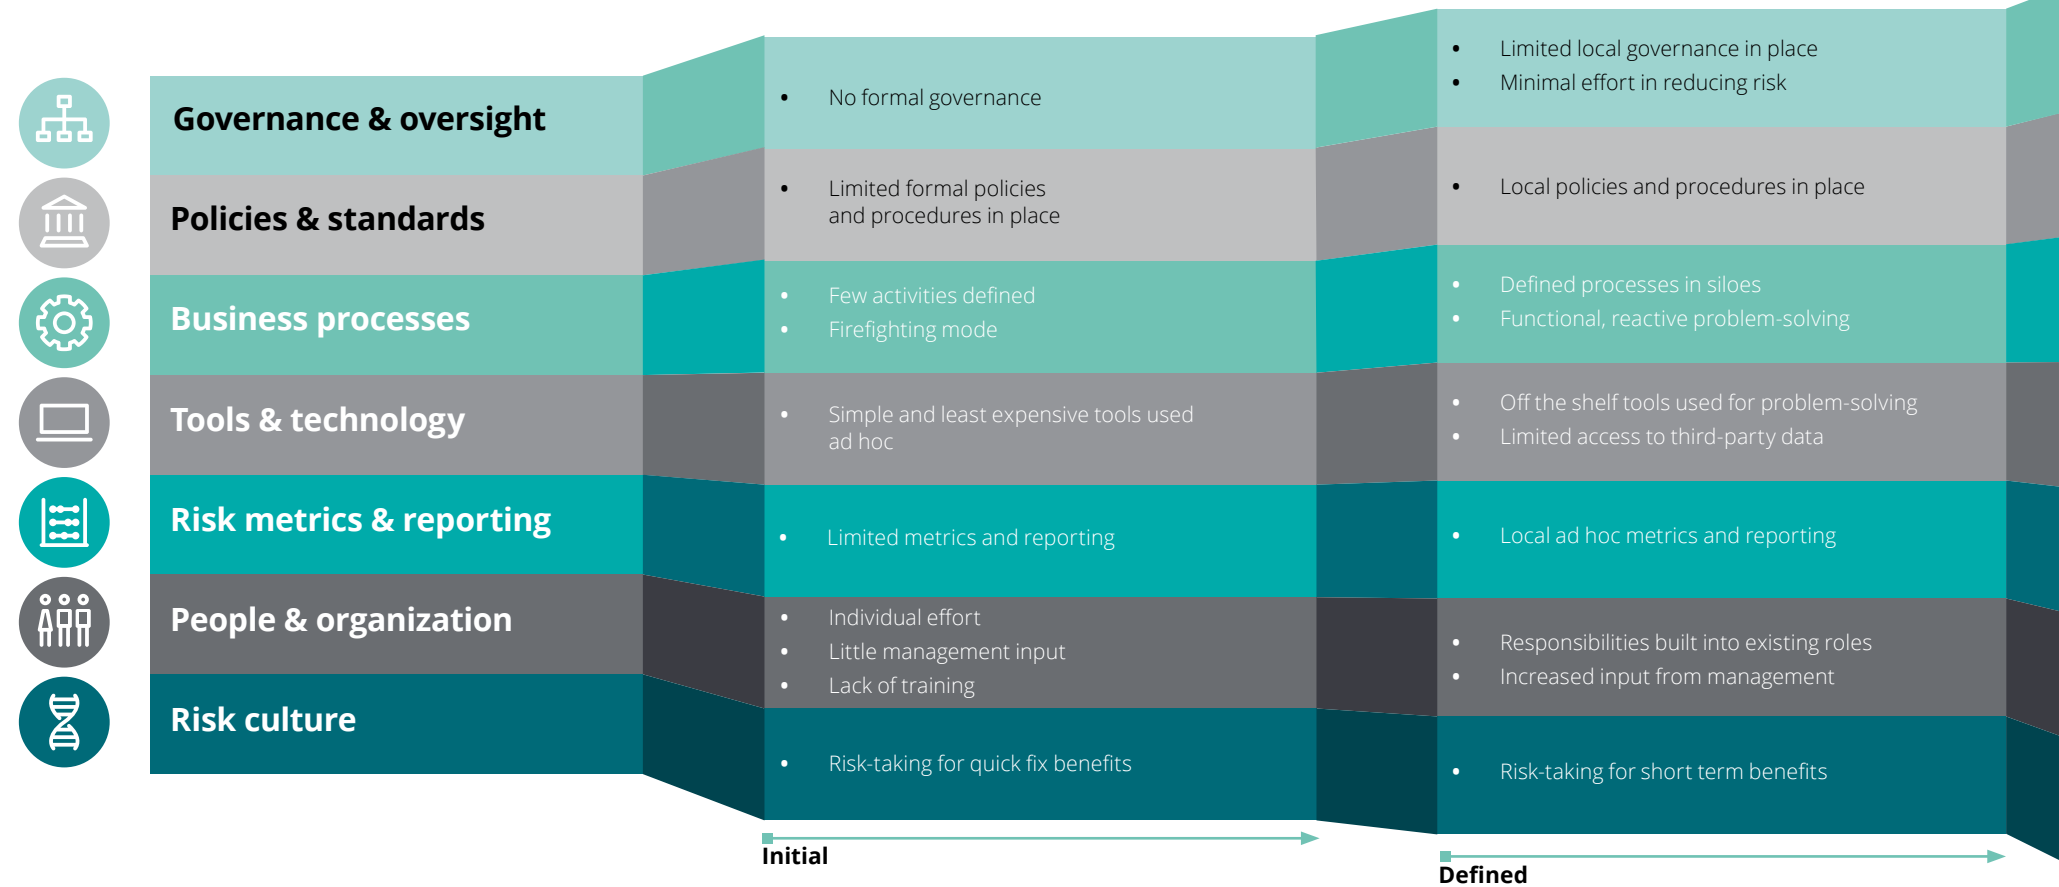 Governance & oversight
• No formal governance
• Limited local governance in place
• Minimal effort in reducing risk
Policies & standards
• Limited formal policies
and procedures in place
• Local policies and procedures in place
Business processes
• Few activities defined
• Firefighting mode
• Defined processes in siloes
• Functional, reactive problem-solving
Tools & technology
• Simple and least expensive tools used
ad hoc
• Off the shelf tools used for problem-solving
• Limited access to third-party data
Risk metrics & reporting
• Limited metrics and reporting
• Local ad hoc metrics and reporting
People & organization
• Individual effort
• Little management input
• Lack of training
• Responsibilities built into existing roles
• Increased input from management
Risk culture
• Risk-taking for quick fix benefits
• Risk-taking for short term benefits
Initial
Defined